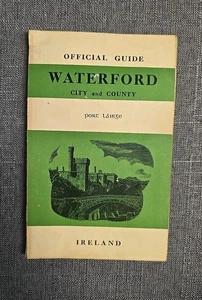 OFFICIAL GUIDE
WATERFORD
CITY and COUNTY
port láirge
IRELAND